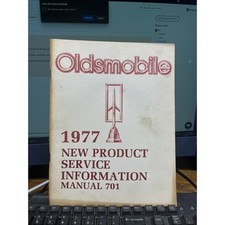 Oldsmobile
1977
NEW PRODUCT
SERVICE
INFORMATION
MANUAL 701